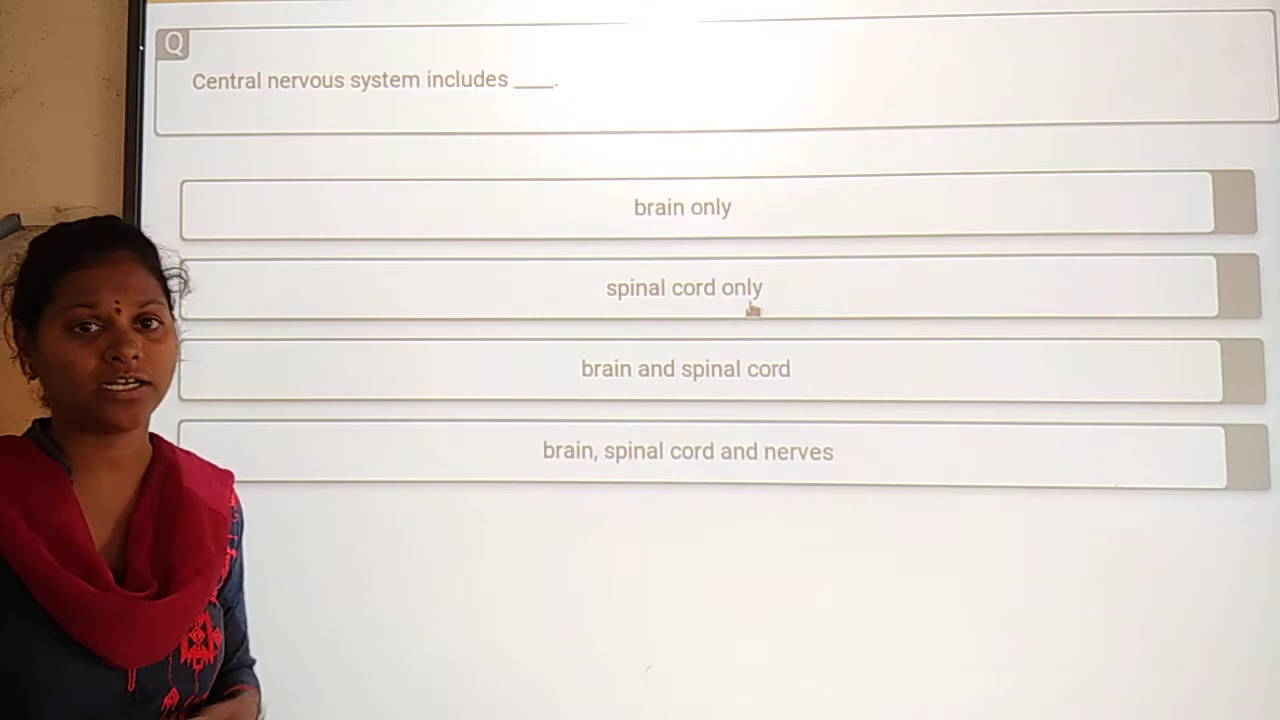 Q
Central nervous system includes ____.
brain only
spinal cord only
brain and spinal cord
brain, spinal cord and nerves